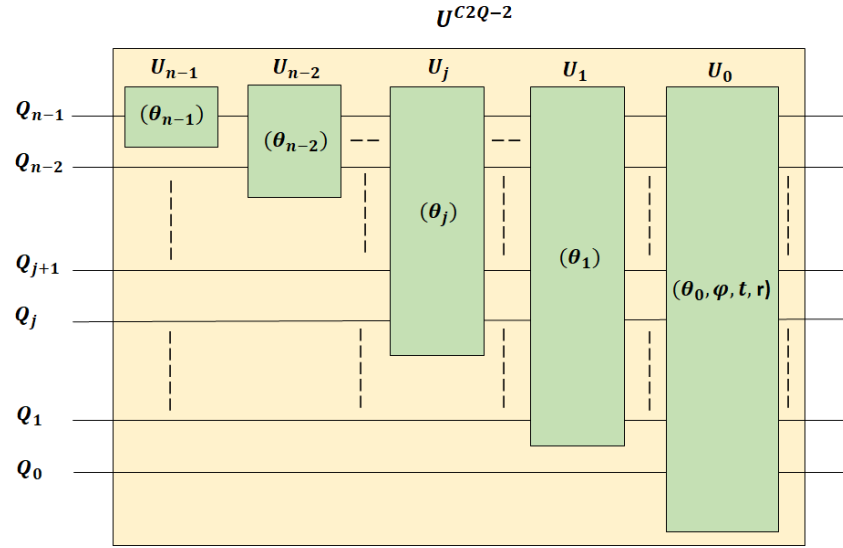 U^{C2Q−2}
U_{n−1} U_{n−2} U_j U_1 U_0
Q_{n−1} (θ_{n−1})
(θ_{n−2})
Q_{n−2}
(θ_j)
Q_{j+1} (θ_1)
(θ_0, φ, t, r)
Q_j
Q_1
Q_0